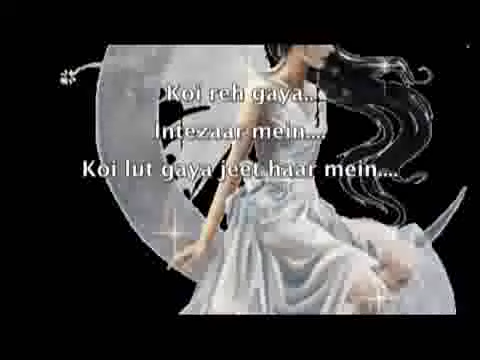 Koi reh gaya...
Intezaar mein....
Koi lut gaya jeet haar mein....